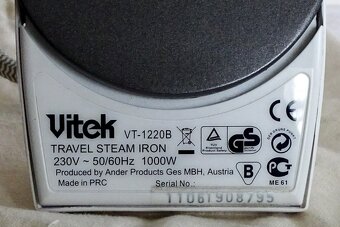 Vitek VT-1220B
TRAVEL STEAM IRON
230V ~ 50/60Hz 1000W
Produced by Ander Products Ges MBH, Austria
Made in PRC Serial No.:
11061908795
CE
GS
B
ME 61